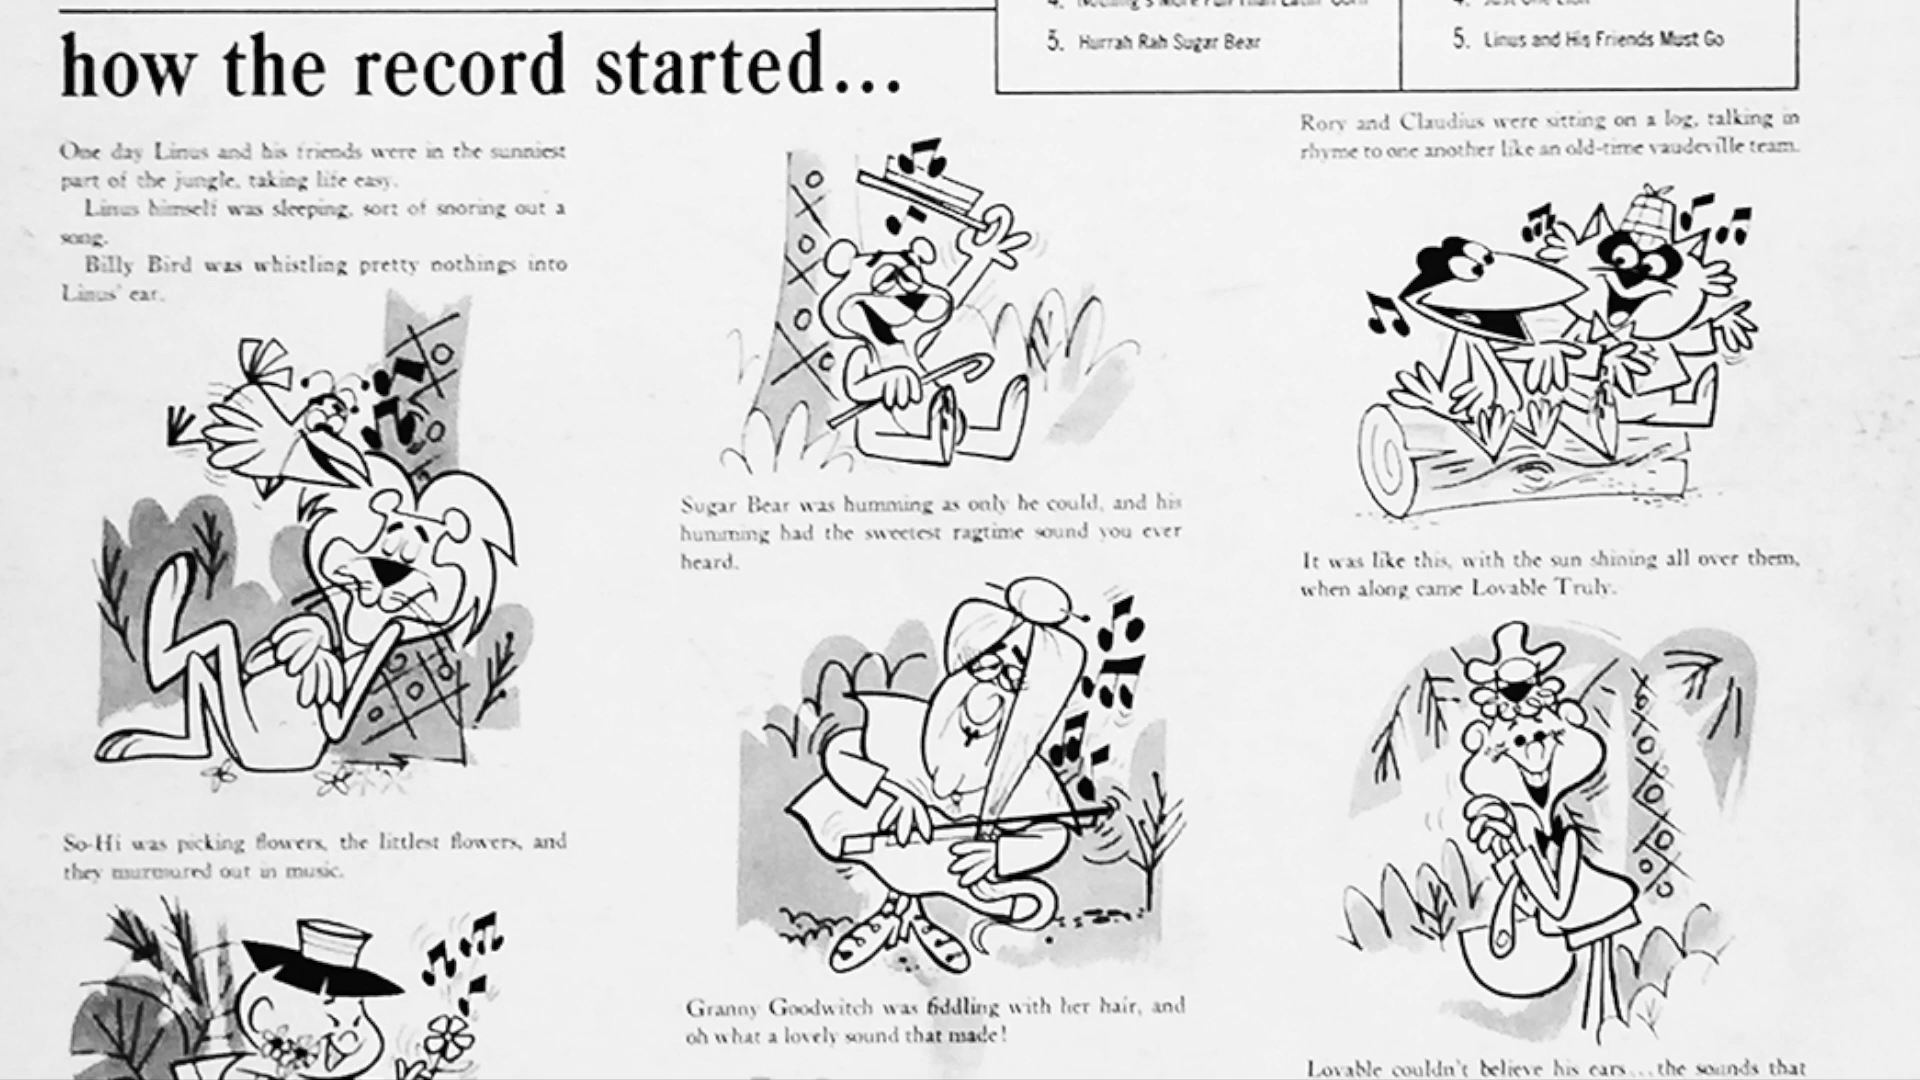 how the record started...
One day Linus and his friends were in the sunniest
part of the jungle, taking life easy.
Linus himself was sleeping, sort of snoring out a
song.
Billy Bird was whistling pretty nothings into
Linus' ear.
So-Hi was picking flowers, the littlest flowers, and
they murmured out in music.
Sugar Bear was humming as only he could, and his
humming had the sweetest ragtime sound you ever
heard.
Granny Goodwitch was fiddling with her hair, and
oh what a lovely sound that made!
5. Hurrah Rah Sugar Bear
5. Linus and His Friends Must Go
Rory and Claudius were sitting on a log, talking in
rhyme to one another like an old-time vaudeville team.
It was like this, with the sun shining all over them,
when along came Lovable Truly.
Lovable couldn't believe his ears...the sounds that